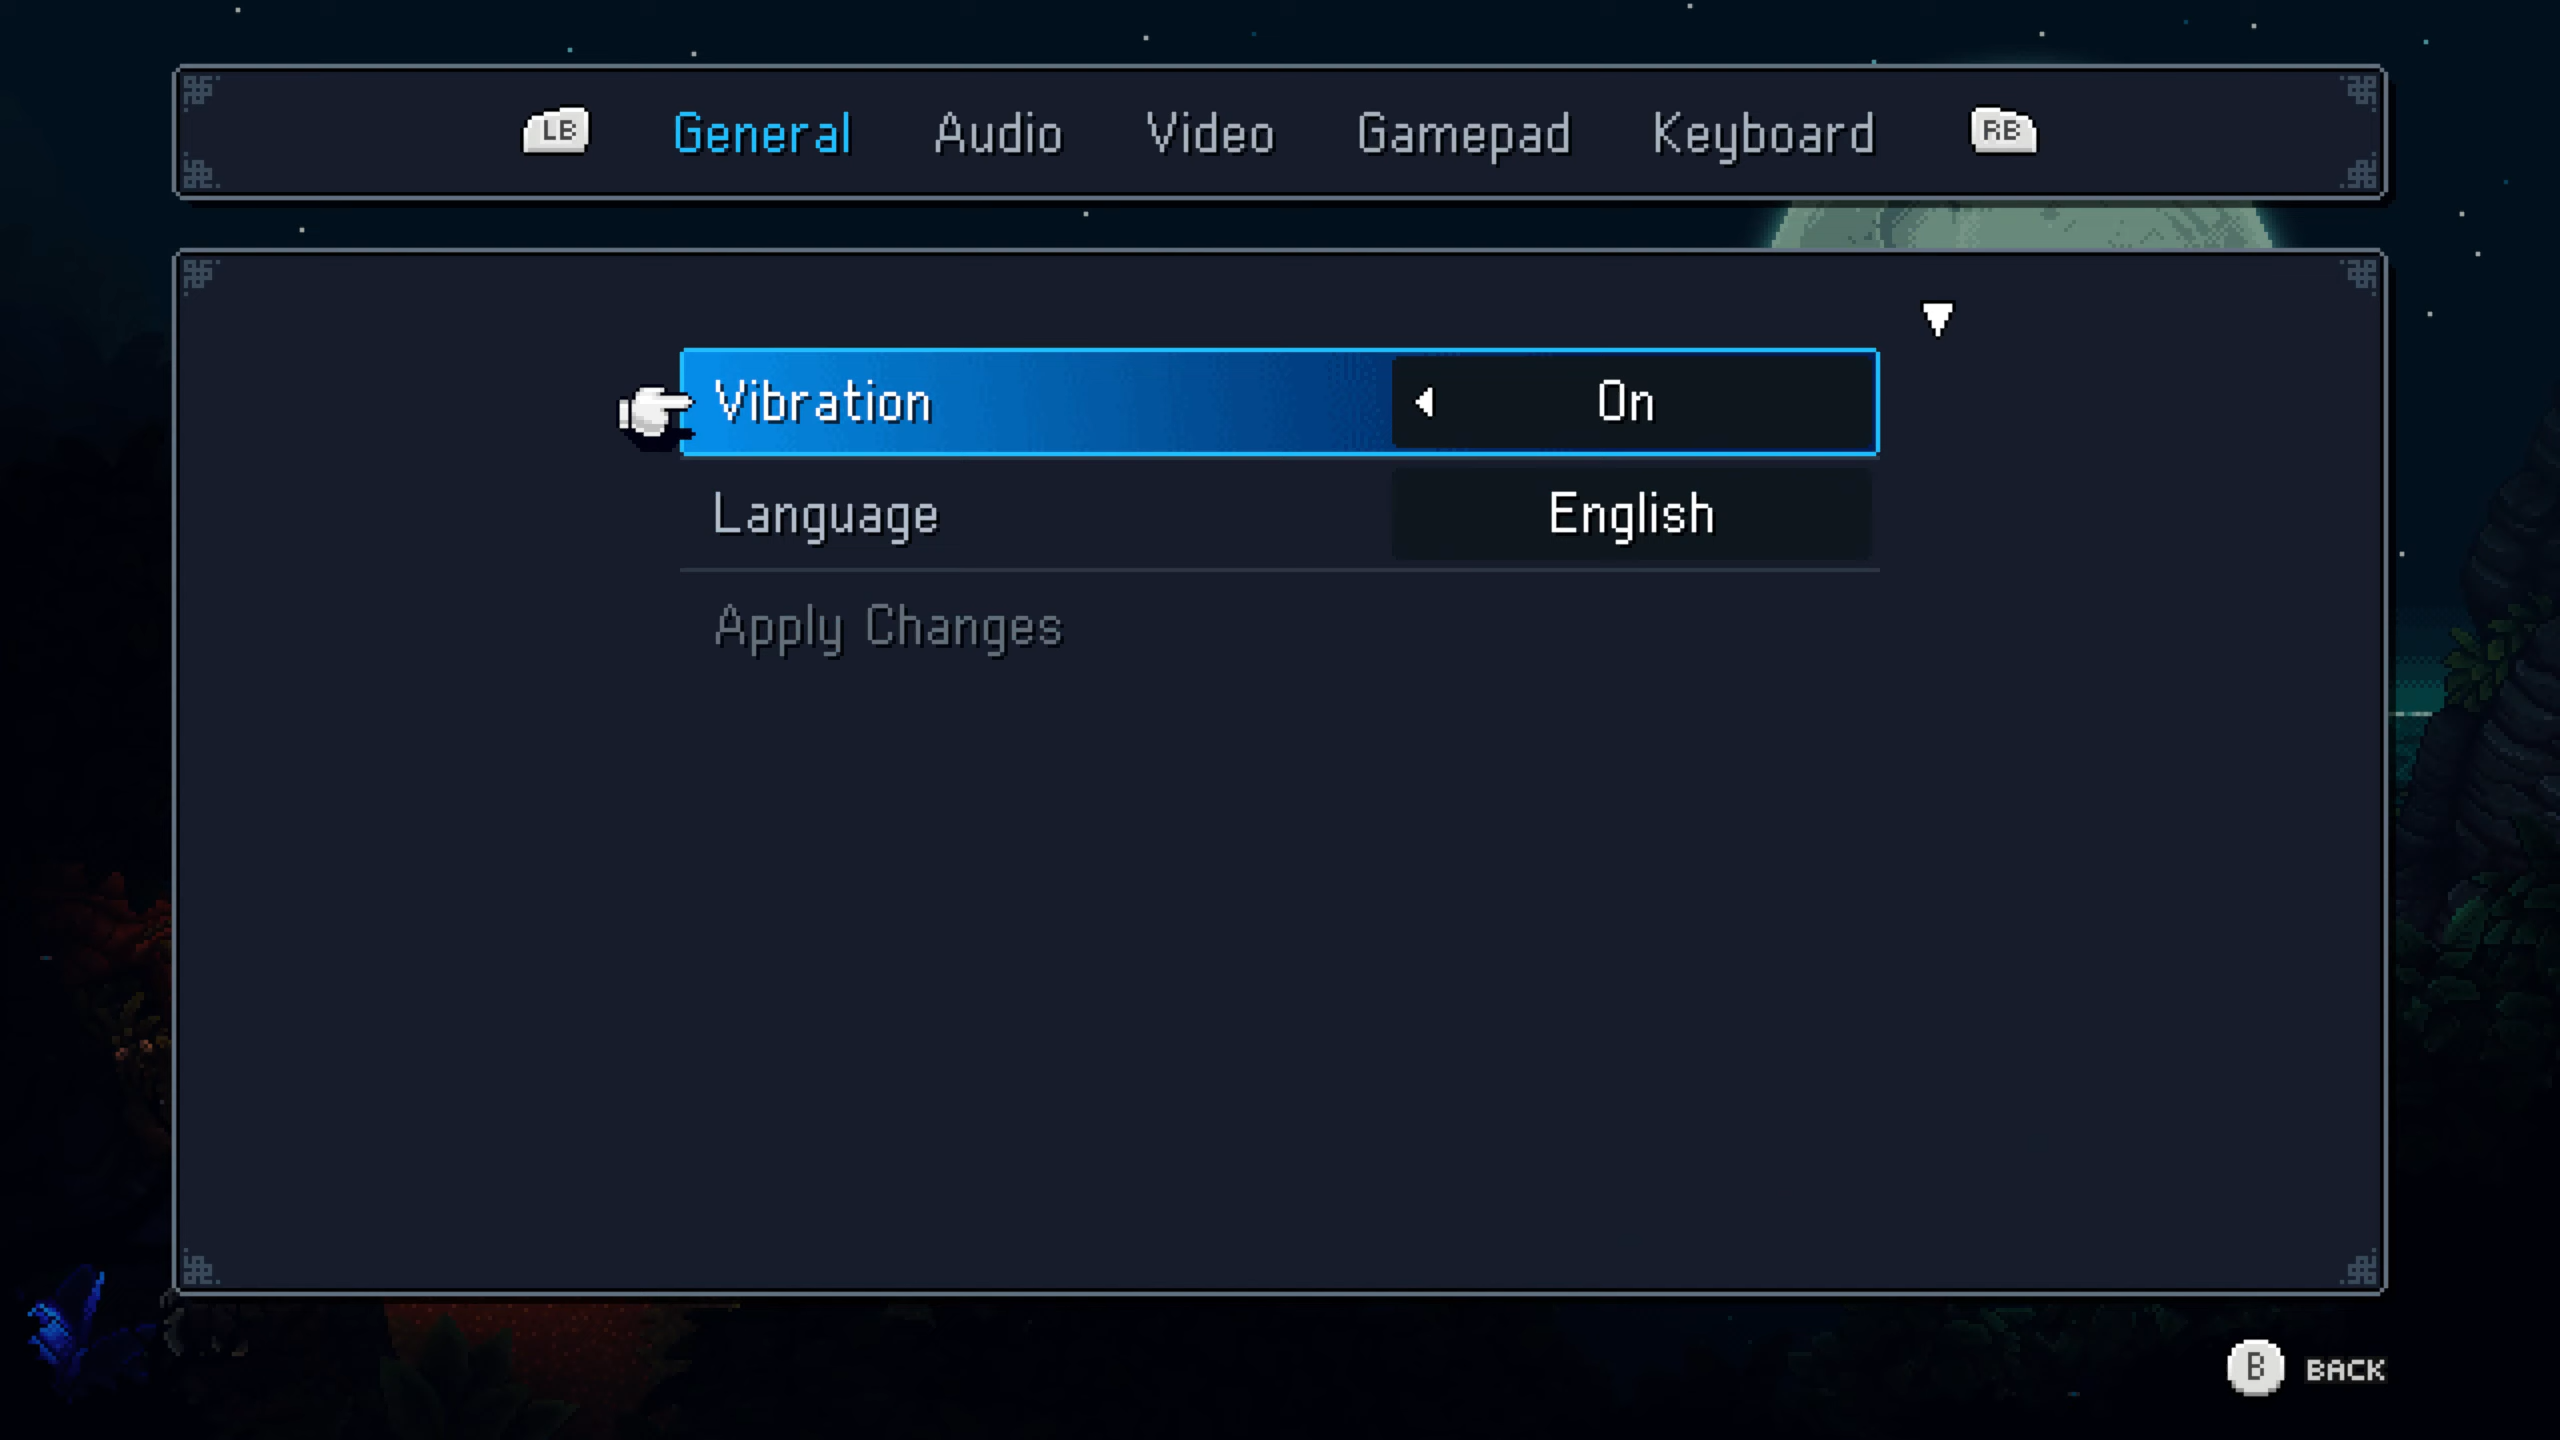 LB General Audio Video Gamepad Keyboard RB
Vibration On
Language English
Apply Changes
B BACK